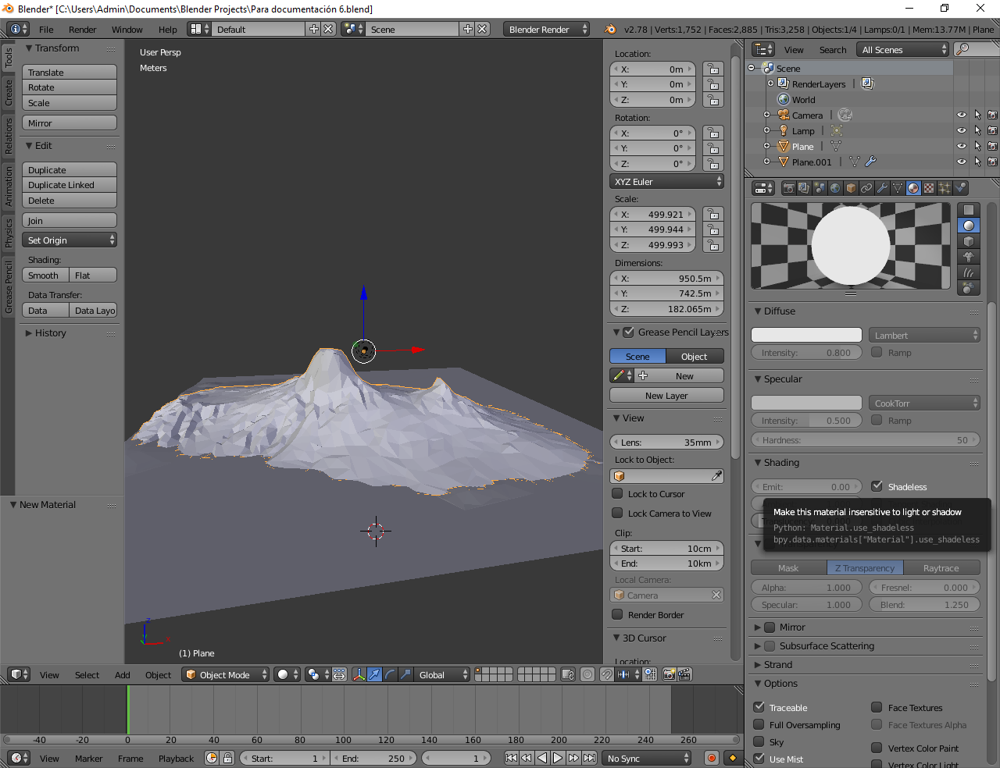 Blender* [C:\Users\Admin\Documents\Blender Projects\Para documentación 6.blend]
File Render Window Help Default Scene Blender Render v2.78 | Verts:1,752 | Faces:2,885 | Tris:3,258 | Objects:1/4 | Lamps:0/1 | Mem:13.77M | Plane
Tools
Create
Relations
Animation
Physics
Grease Pencil
Transform
Translate
Rotate
Scale
Mirror
Edit
Duplicate
Duplicate Linked
Delete
Join
Set Origin
Shading:
Smooth Flat
Data Transfer:
Data Data Layo
History
New Material
User Persp
Meters
z
x
(1) Plane
Location:
X: 0m
Y: 0m
Z: 0m
Rotation:
X: 0°
Y: 0°
Z: 0°
XYZ Euler
Scale:
X: 499.921
Y: 499.944
Z: 499.993
Dimensions:
X: 950.5m
Y: 742.5m
Z: 182.065m
Grease Pencil Layers
Scene Object
New
New Layer
View
Lens: 35mm
Lock to Object:
Lock to Cursor
Lock Camera to View
Clip:
Start: 10cm
End: 10km
Local Camera:
Camera
Render Border
3D Cursor
Location:
View Search All Scenes
Scene
RenderLayers |
World
Camera |
Lamp |
Plane |
Plane.001 |
Diffuse
Lambert
Intensity: 0.800 Ramp
Specular
CookTorr
Intensity: 0.500 Ramp
Hardness: 50
Shading
Emit: 0.00 Shadeless
Make this material insensitive to light or shadow
Python: Material.use_shadeless
bpy.data.materials["Material"].use_shadeless
Mask Z Transparency Raytrace
Alpha: 1.000 Fresnel: 0.000
Specular: 1.000 Blend: 1.250
Mirror
Subsurface Scattering
Strand
Options
Traceable Face Textures
Full Oversampling Face Textures Alpha
Sky Vertex Color Paint
Use Mist Vertex Color Light
View Select Add Object Object Mode Global
-40 -20 0 20 40 60 80 100 120 140 160 180 200 220 240 260
View Marker Frame Playback Start: 1 End: 250 1 No Sync